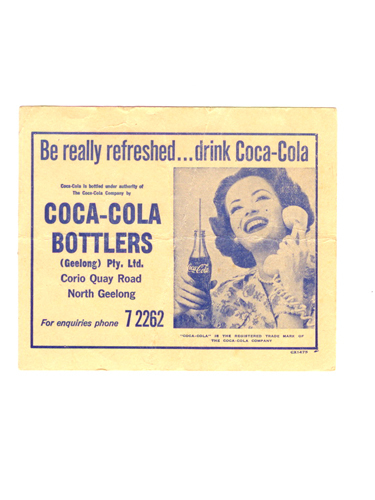 Be really refreshed...drink Coca-Cola
Coca-Cola is bottled under authority of
The Coca-Cola Company by
COCA-COLA
BOTTLERS
(Geelong) Pty. Ltd.
Corio Quay Road
North Geelong
For enquiries phone 7 2262
Coca-Cola
"COCA-COLA" IS THE REGISTERED TRADE MARK OF
THE COCA-COLA COMPANY